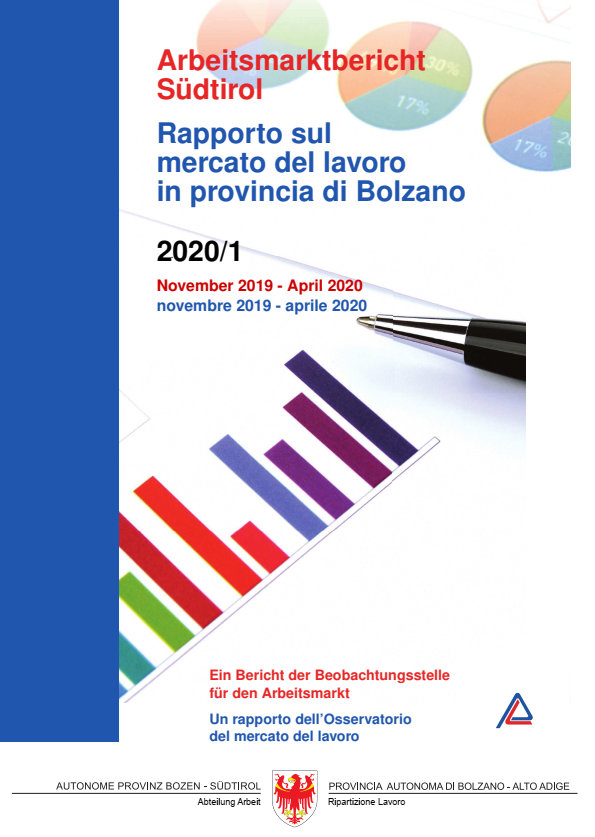 Arbeitsmarktbericht
Südtirol
Rapporto sul
mercato del lavoro
in provincia di Bolzano
2020/1
November 2019 - April 2020
novembre 2019 - aprile 2020
30%
17%
17%
Ein Bericht der Beobachtungsstelle
für den Arbeitsmarkt
Un rapporto dell'Osservatorio
del mercato del lavoro
AUTONOME PROVINZ BOZEN - SÜDTIROL
Abteilung Arbeit
PROVINCIA AUTONOMA DI BOLZANO - ALTO ADIGE
Ripartizione Lavoro